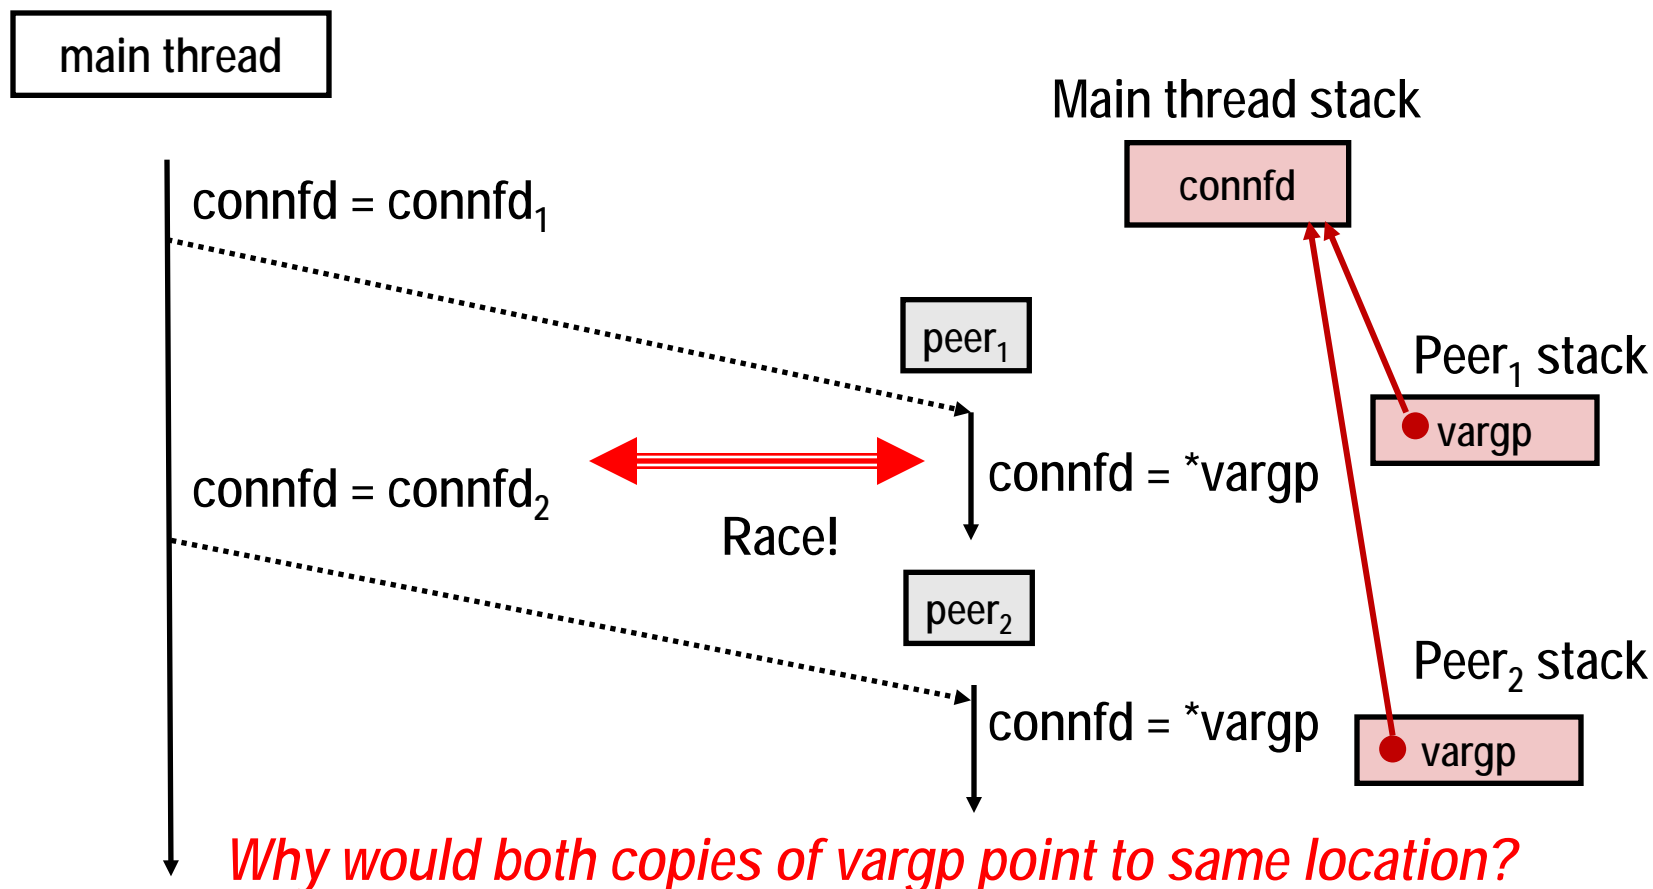 main thread
Main thread stack
connfd
connfd = connfd₁
peer₁
Peer₁ stack
vargp
connfd = *vargp
connfd = connfd₂
Race!
peer₂
Peer₂ stack
connfd = *vargp
vargp
Why would both copies of vargp point to same location?